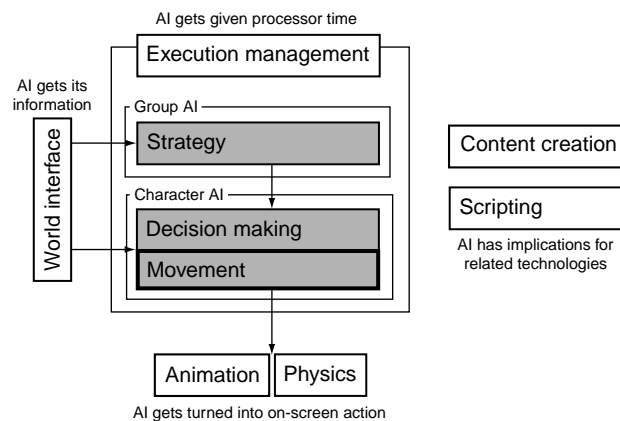 AI gets given processor time
Execution management
AI gets its
information
Group AI
Strategy
World interface
Character AI
Decision making
Movement
Content creation
Scripting
AI has implications for
related technologies
Animation
Physics
AI gets turned into on-screen action